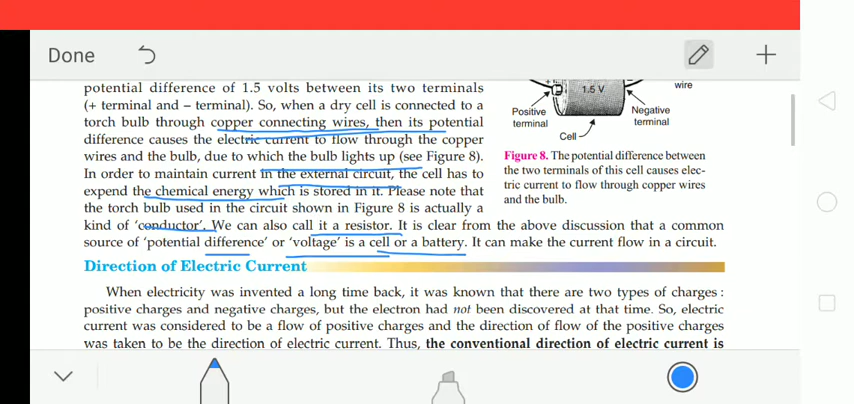 Done
potential difference of 1.5 volts between its two terminals
(+ terminal and – terminal). So, when a dry cell is connected to a
torch bulb through copper connecting wires, then its potential
difference causes the electric current to flow through the copper
wires and the bulb, due to which the bulb lights up (see Figure 8).
In order to maintain current in the external circuit, the cell has to
expend the chemical energy which is stored in it. Please note that
the torch bulb used in the circuit shown in Figure 8 is actually a
kind of ‘conductor’. We can also call it a resistor. It is clear from the above discussion that a common
source of ‘potential difference’ or ‘voltage’ is a cell or a battery. It can make the current flow in a circuit.
+
1.5 V
–
wire
Positive
terminal
Negative
terminal
Cell
Figure 8. The potential difference between
the two terminals of this cell causes elec-
tric current to flow through copper wires
and the bulb.
Direction of Electric Current
When electricity was invented a long time back, it was known that there are two types of charges :
positive charges and negative charges, but the electron had not been discovered at that time. So, electric
current was considered to be a flow of positive charges and the direction of flow of the positive charges
was taken to be the direction of electric current. Thus, the conventional direction of electric current is